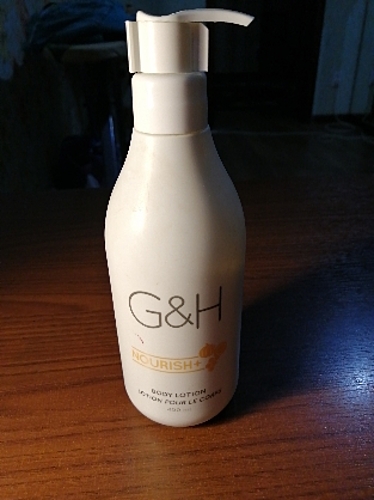 G&H
NOURISH+
BODY LOTION
LOTION POUR LE CORPS